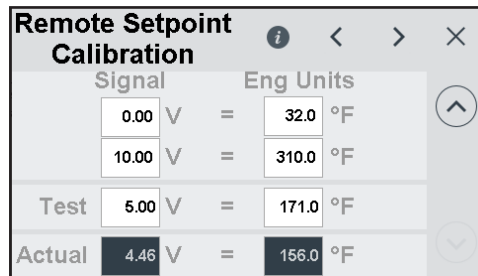 Remote Setpoint
Calibration
i
Signal Eng Units
0.00 V = 32.0 °F
10.00 V = 310.0 °F
Test 5.00 V = 171.0 °F
Actual 4.46 V = 156.0 °F